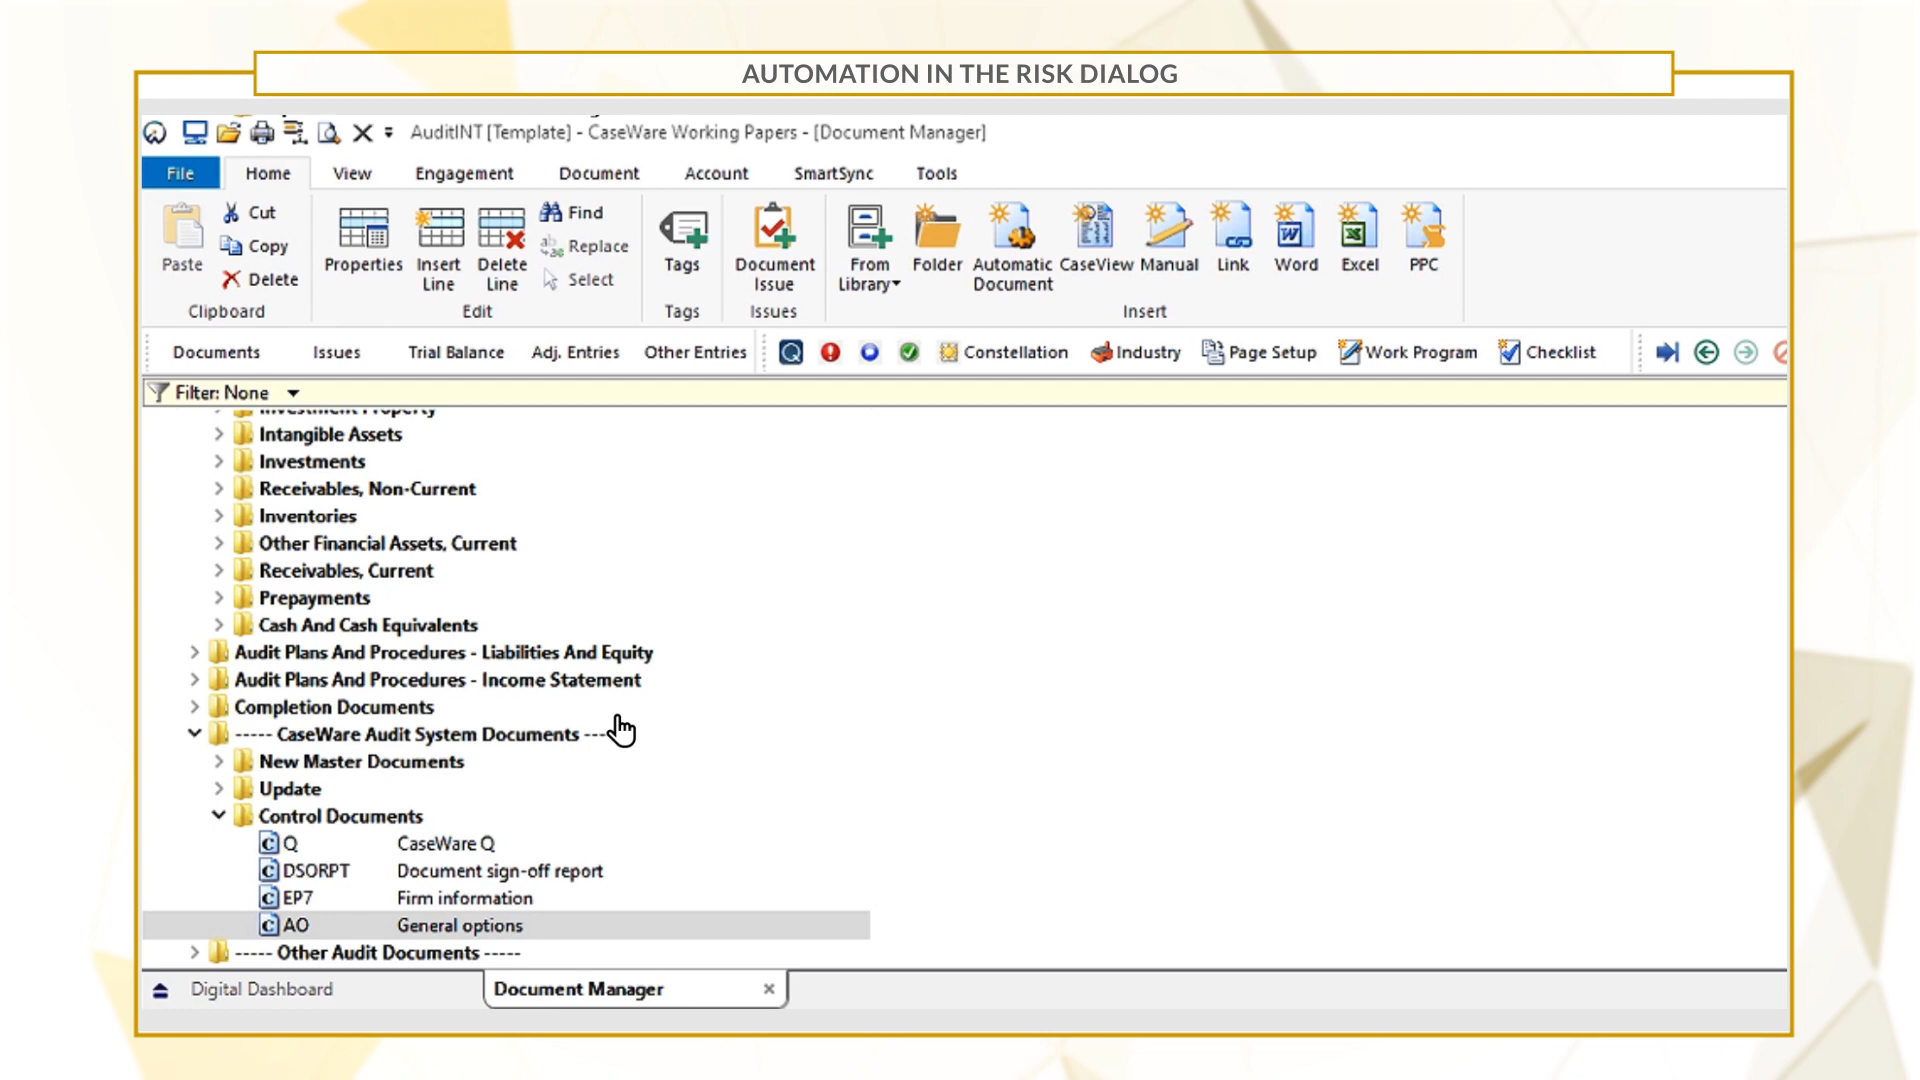 AUTOMATION IN THE RISK DIALOG
AuditINT [Template] - CaseWare Working Papers - [Document Manager]
File Home View Engagement Document Account SmartSync Tools
Paste Cut Copy Delete Clipboard
Properties Insert Line Delete Line Find Replace Select Edit
Tags Tags
Document Issue Issues
From Library Folder Automatic Document CaseView Manual Link Word Excel PPC Insert
Documents Issues Trial Balance Adj. Entries Other Entries Constellation Industry Page Setup Work Program Checklist
Filter: None
Investment Property
Intangible Assets
Investments
Receivables, Non-Current
Inventories
Other Financial Assets, Current
Receivables, Current
Prepayments
Cash And Cash Equivalents
Audit Plans And Procedures - Liabilities And Equity
Audit Plans And Procedures - Income Statement
Completion Documents
----- CaseWare Audit System Documents ---
New Master Documents
Update
Control Documents
Q CaseWare Q
DSORPT Document sign-off report
EP7 Firm information
AO General options
----- Other Audit Documents -----
Digital Dashboard Document Manager